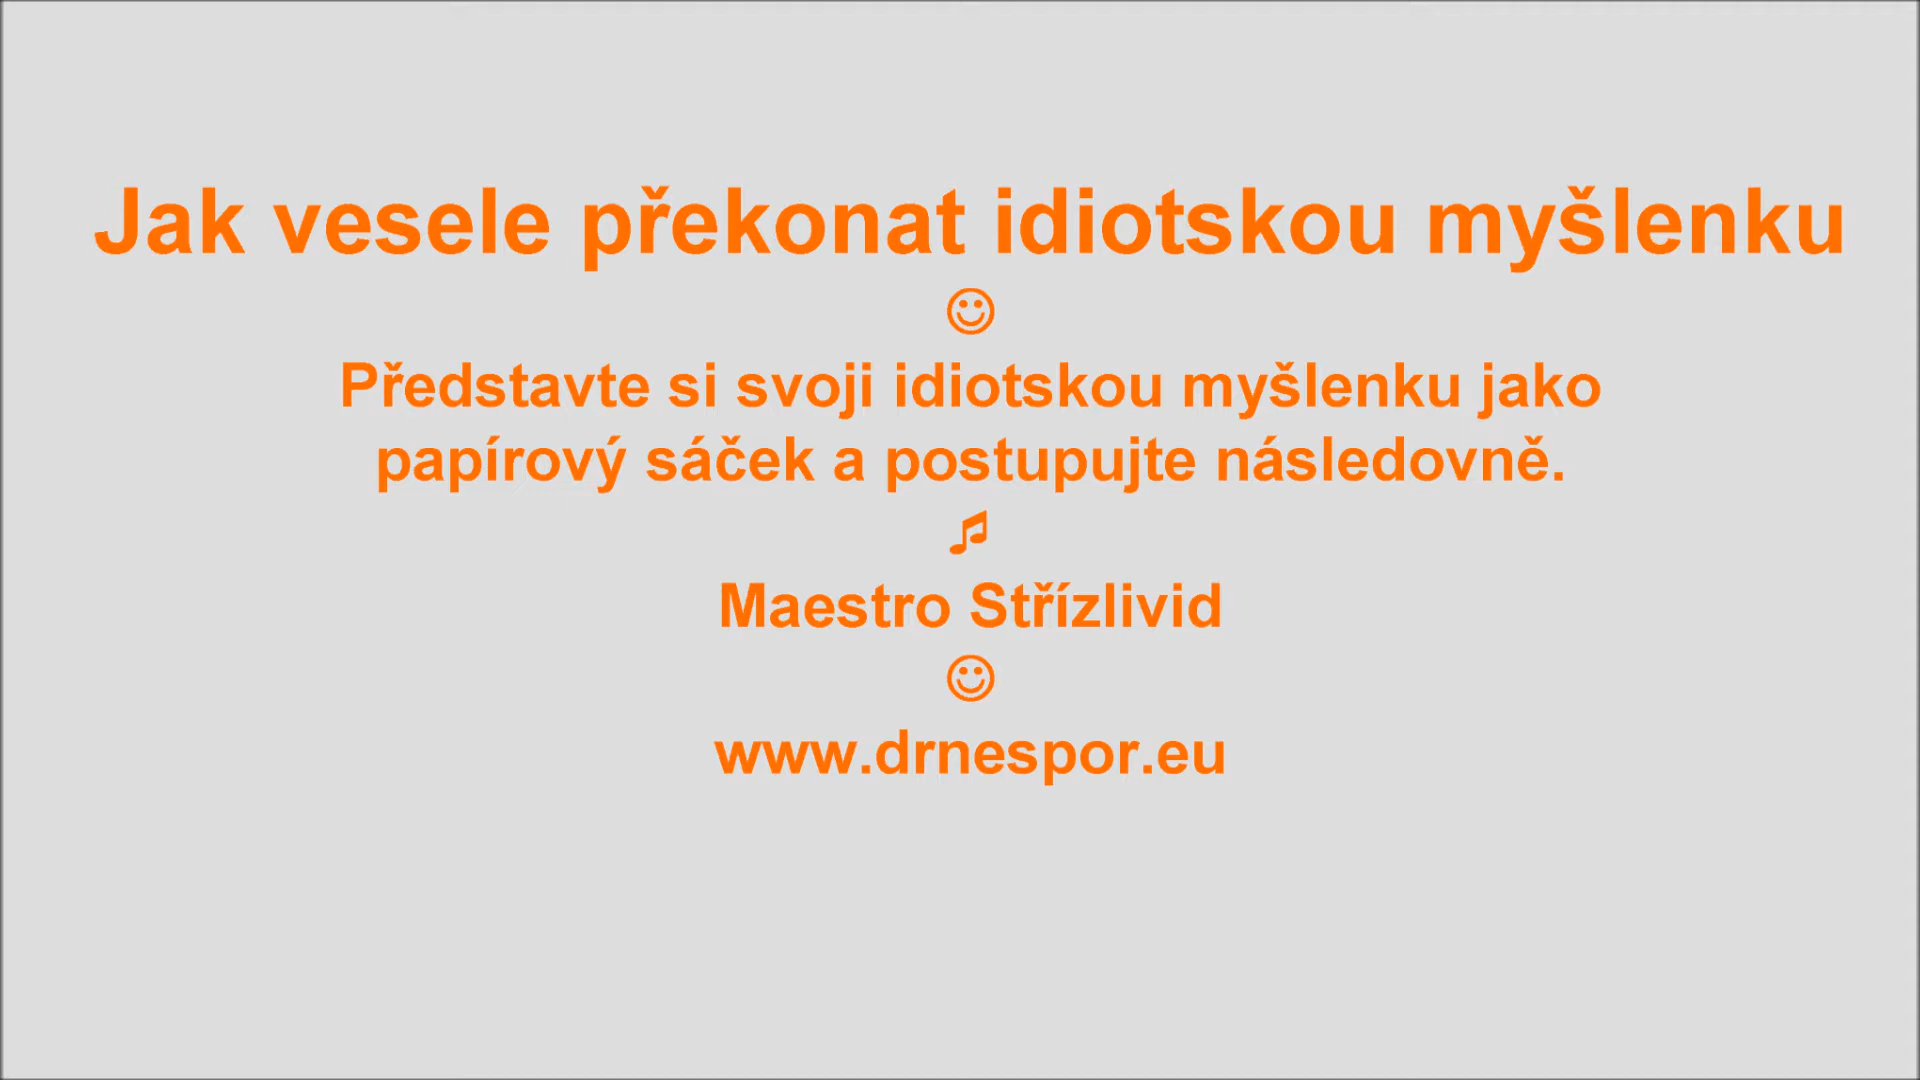 Jak vesele překonat idiotskou myšlenku
☺
Představte si svoji idiotskou myšlenku jako
papírový sáček a postupujte následovně.
♫
Maestro Střízlivid
☺
www.drnespor.eu